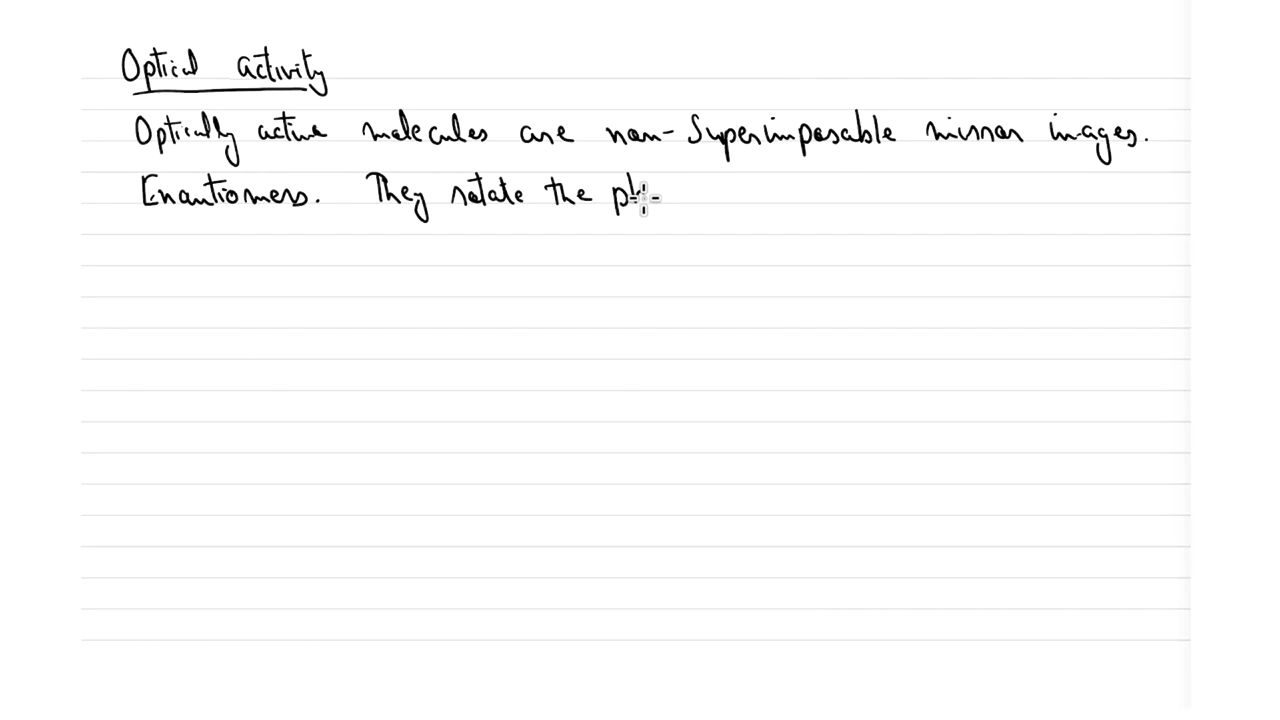 Optical activity
Optically active molecules are non-superimposable mirror images.
Enantiomers. They rotate the